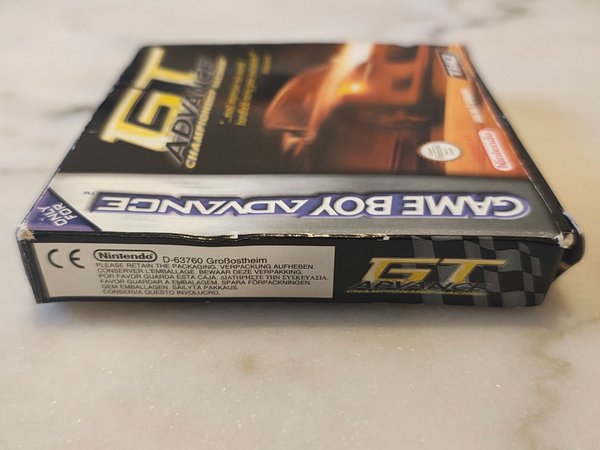 GT
ADVANCE
CHAMPIONSHIP RACING
THQ
Nintendo
ONLY
FOR
GAME BOY ADVANCE™
CE
Nintendo D-63760 Großostheim
PLEASE RETAIN THE PACKAGING. VERPACKUNG AUFHEBEN.
CONSERVER L'EMBALLAGE. BEWAAR DEZE VERPAKKING.
POR FAVOR GUARDA ESTA CAJA. ΔΙΑΤΗΡΗΣΤΕ ΤΗΝ ΣΥΣΚΕΥΑΣΙΑ.
FAVOR GUARDAR A EMBALAGEM. SPARA FÖRPACKNINGEN.
GEM EMBALLAGEN. SÄILYTÄ PAKKAUS.
CONSERVA QUESTO INVOLUCRO.
GT
ADVANCE